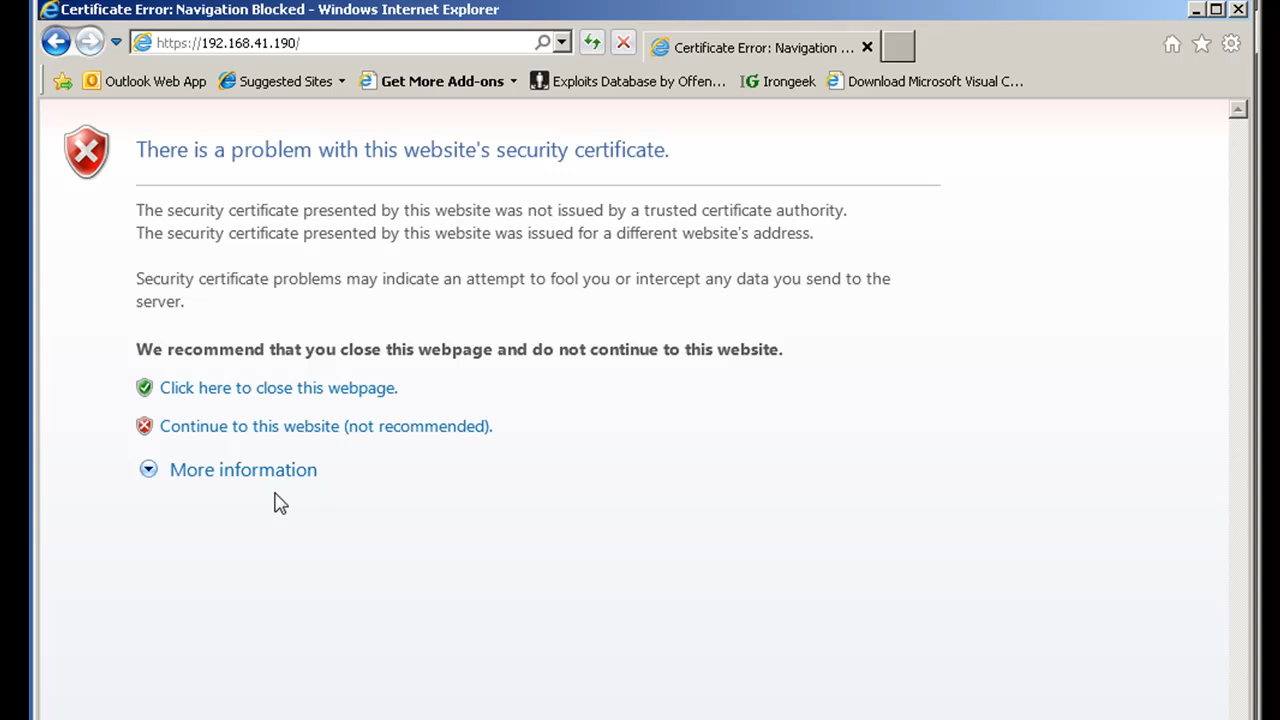 Certificate Error: Navigation Blocked - Windows Internet Explorer
https://192.168.41.190/
Certificate Error: Navigation ...
Outlook Web App
Suggested Sites
Get More Add-ons
Exploits Database by Offen...
IG Irongeek
Download Microsoft Visual C...
There is a problem with this website's security certificate.
The security certificate presented by this website was not issued by a trusted certificate authority.
The security certificate presented by this website was issued for a different website's address.
Security certificate problems may indicate an attempt to fool you or intercept any data you send to the
server.
We recommend that you close this webpage and do not continue to this website.
Click here to close this webpage.
Continue to this website (not recommended).
More information